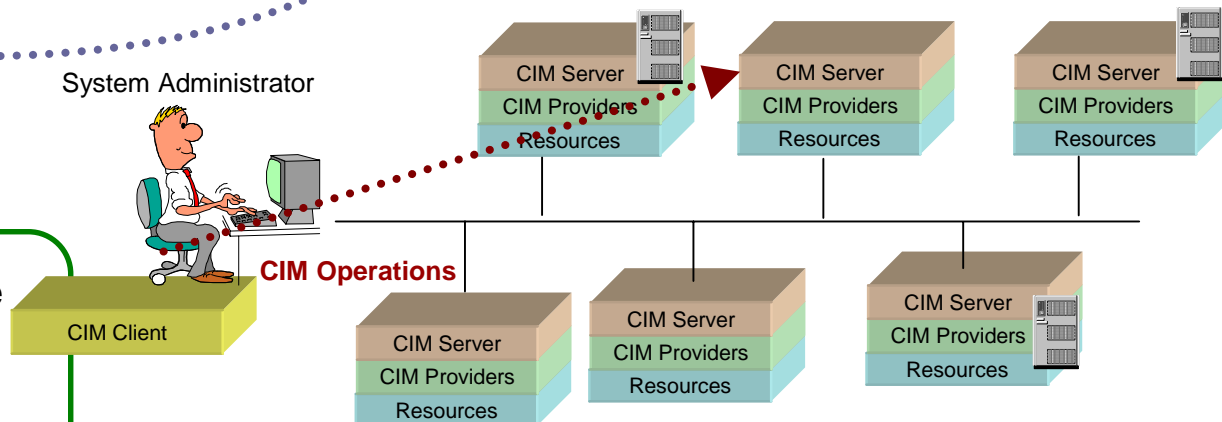 System Administrator
CIM Server
CIM Providers
Resources
CIM Server
CIM Providers
Resources
CIM Server
CIM Providers
Resources
CIM Operations
e
CIM Client
CIM Server
CIM Providers
Resources
CIM Server
CIM Providers
Resources
CIM Server
CIM Providers
Resources